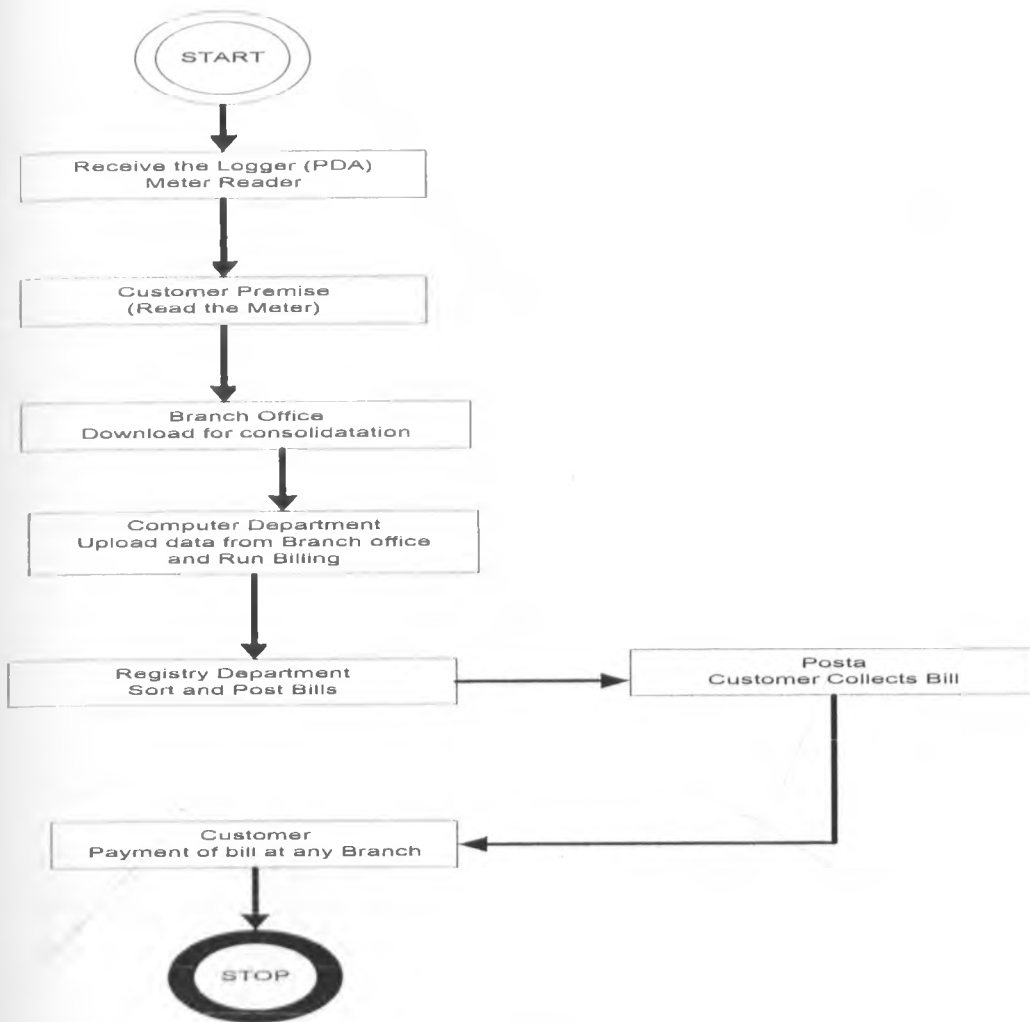 START
Receive the Logger (PDA)
Meter Reader
Customer Premise
(Read the Meter)
Branch Office
Download for consolidatation
Computer Department
Upload data from Branch office
and Run Billing
Registry Department
Sort and Post Bills
Posta
Customer Collects Bill
Customer
Payment of bill at any Branch
STOP